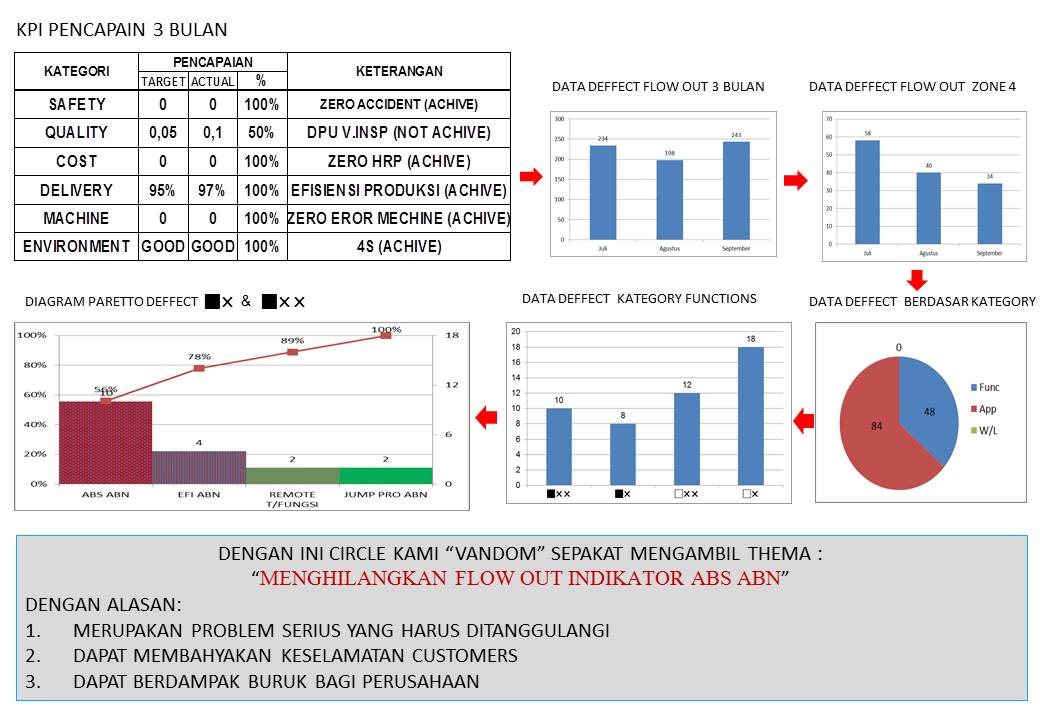 KPI PENCAPAIN 3 BULAN
KATEGORI PENCAPAIAN KETERANGAN
TARGET ACTUAL %
SAFETY 0 0 100% ZERO ACCIDENT (ACHIVE)
QUALITY 0,05 0,1 50% DPU V.INSP (NOT ACHIVE)
COST 0 0 100% ZERO HRP (ACHIVE)
DELIVERY 95% 97% 100% EFISIENSI PRODUKSI (ACHIVE)
MACHINE 0 0 100% ZERO EROR MECHINE (ACHIVE)
ENVIRONMENT GOOD GOOD 100% 4S (ACHIVE)
DATA DEFFECT FLOW OUT 3 BULAN
300
250
200
150
100
50
0
234
198
243
Juli Agustus September
DATA DEFFECT FLOW OUT ZONE 4
70
60
50
40
30
20
10
0
58
40
34
Juli Agustus September
DATA DEFFECT BERDASAR KATEGORY
0
48
84
Func
App
W/L
DATA DEFFECT KATEGORY FUNCTIONS
20
18
16
14
12
10
8
6
4
2
0
10
8
12
18
■×× ■× □×× □×
DIAGRAM PARETTO DEFFECT ■× & ■××
100%
80%
60%
40%
20%
0%
56%
10
78%
89%
100%
4
2
2
18
12
6
0
ABS ABN EFI ABN REMOTE JUMP PRO ABN
T/FUNGSI
DENGAN INI CIRCLE KAMI “VANDOM” SEPAKAT MENGAMBIL THEMA :
“MENGHILANGKAN FLOW OUT INDIKATOR ABS ABN”
DENGAN ALASAN:
1. MERUPAKAN PROBLEM SERIUS YANG HARUS DITANGGULANGI
2. DAPAT MEMBAHYAKAN KESELAMATAN CUSTOMERS
3. DAPAT BERDAMPAK BURUK BAGI PERUSAHAAN